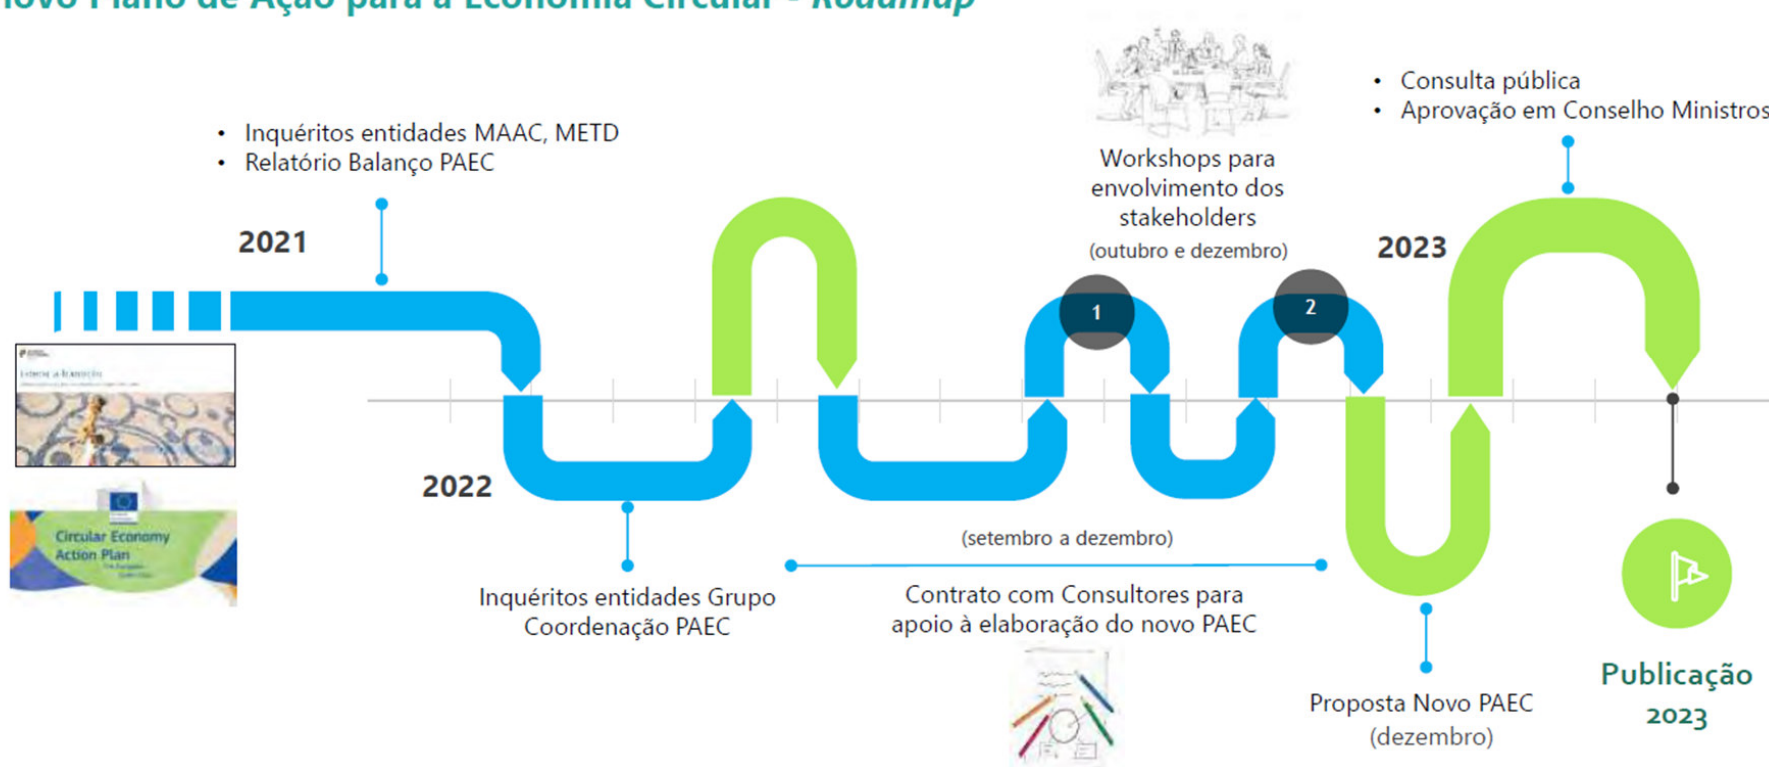 novo Plano de Ação para a Economia Circular - Roadmap
• Inquéritos entidades MAAC, METD
• Relatório Balanço PAEC
2021
Workshops para
envolvimento dos
stakeholders
(outubro e dezembro)
• Consulta pública
• Aprovação em Conselho Ministros
2023
1
2
2022
Circular Economy
Action Plan
Inquéritos entidades Grupo
Coordenação PAEC
(setembro a dezembro)
Contrato com Consultores para
apoio à elaboração do novo PAEC
Proposta Novo PAEC
(dezembro)
Publicação
2023